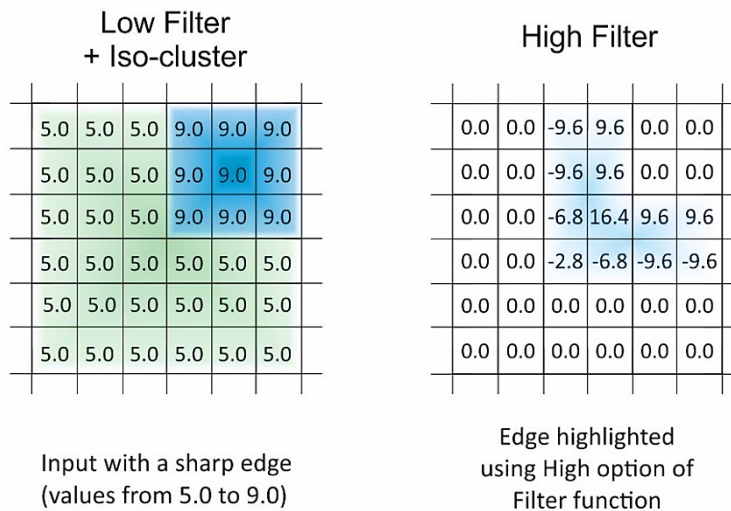 Low Filter
+ Iso-cluster
High Filter
5.0 5.0 5.0 9.0 9.0 9.0
5.0 5.0 5.0 9.0 9.0 9.0
5.0 5.0 5.0 9.0 9.0 9.0
5.0 5.0 5.0 5.0 5.0 5.0
5.0 5.0 5.0 5.0 5.0 5.0
5.0 5.0 5.0 5.0 5.0 5.0
0.0 0.0 -9.6 9.6 0.0 0.0
0.0 0.0 -9.6 9.6 0.0 0.0
0.0 0.0 -6.8 16.4 9.6 9.6
0.0 0.0 -2.8 -6.8 -9.6 -9.6
0.0 0.0 0.0 0.0 0.0 0.0
0.0 0.0 0.0 0.0 0.0 0.0
Input with a sharp edge
(values from 5.0 to 9.0)
Edge highlighted
using High option of
Filter function